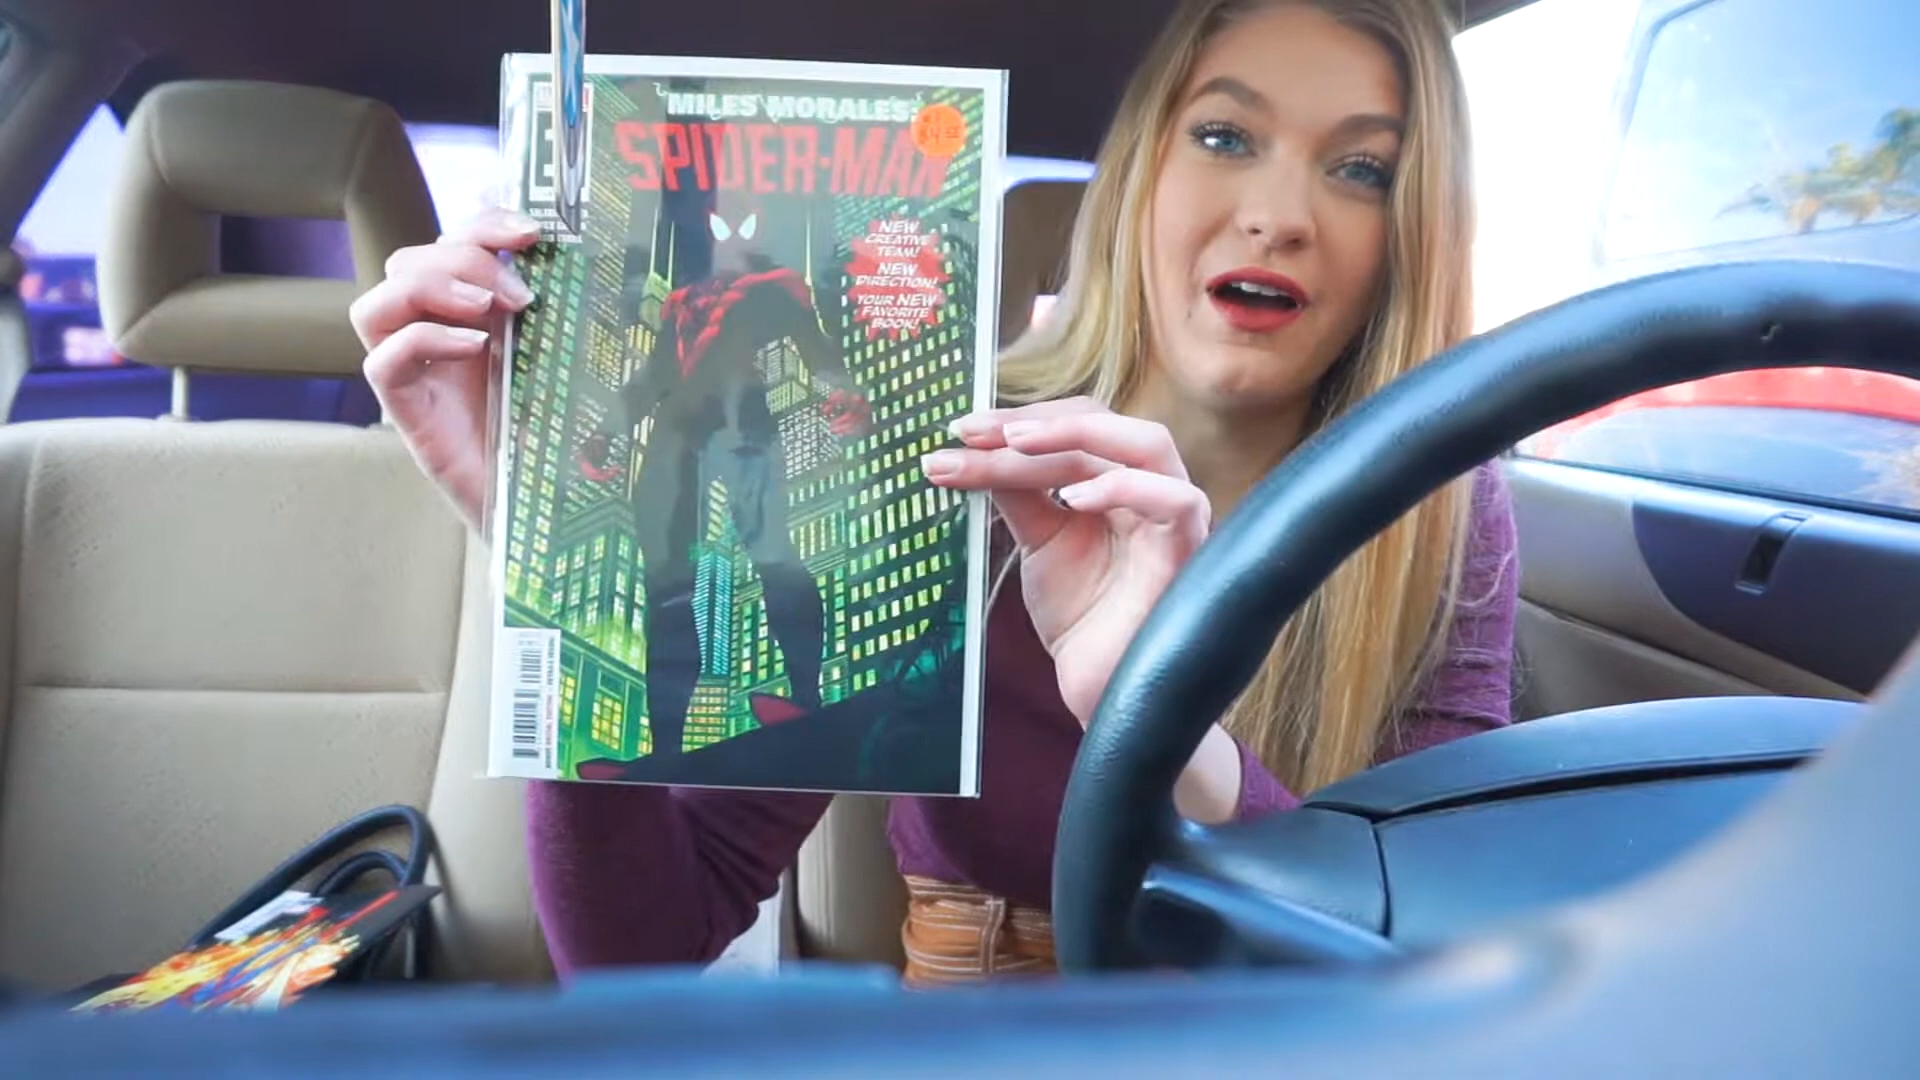 MILES MORALES:
SPIDER-MAN
NEW
CREATIVE
TEAM!
NEW
DIRECTION!
YOUR NEW
FAVORITE
BOOK!